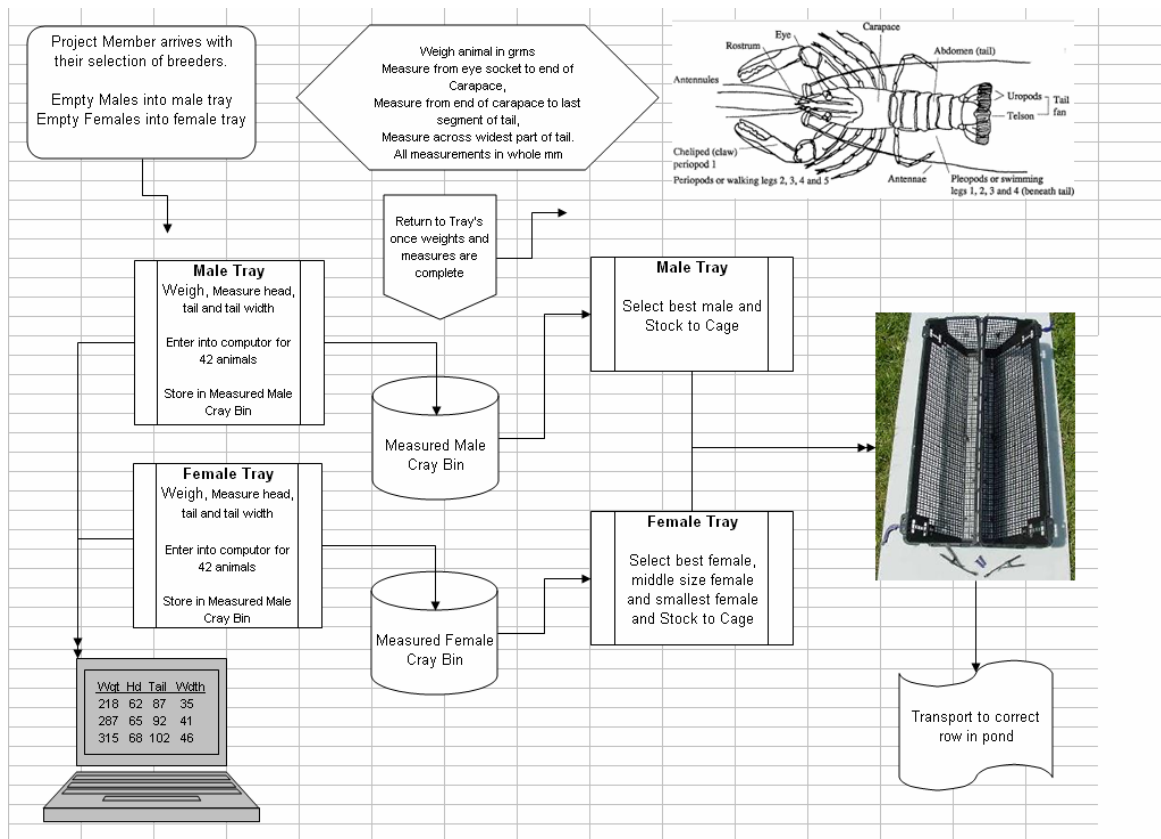 Project Member arrives with
their selection of breeders.
Empty Males into male tray
Empty Females into female tray
Weigh animal in grms
Measure from eye socket to end of
Carapace,
Measure from end of carapace to last
segment of tail,
Measure across widest part of tail.
All measurements in whole mm
Carapace
Eye
Rostrum
Abdomen (tail)
Antennules
Uropods
Tail
fan
Telson
Cheliped (claw)
periopod 1
Periopods or walking legs 2, 3, 4 and 5
Antennae
Pleopods or swimming
legs 1, 2, 3 and 4 (beneath tail)
Return to Tray's
once weights and
measures are
complete
Male Tray
Weigh, Measure head,
tail and tail width
Enter into computor for
42 animals
Store in Measured Male
Cray Bin
Measured Male
Cray Bin
Male Tray
Select best male and
Stock to Cage
Female Tray
Weigh, Measure head,
tail and tail width
Enter into computor for
42 animals
Store in Measured Male
Cray Bin
Measured Female
Cray Bin
Female Tray
Select best female,
middle size female
and smallest female
and Stock to Cage
Wgt Hd Tail Wdth
218 62 87 35
287 65 92 41
315 68 102 46
Transport to correct
row in pond